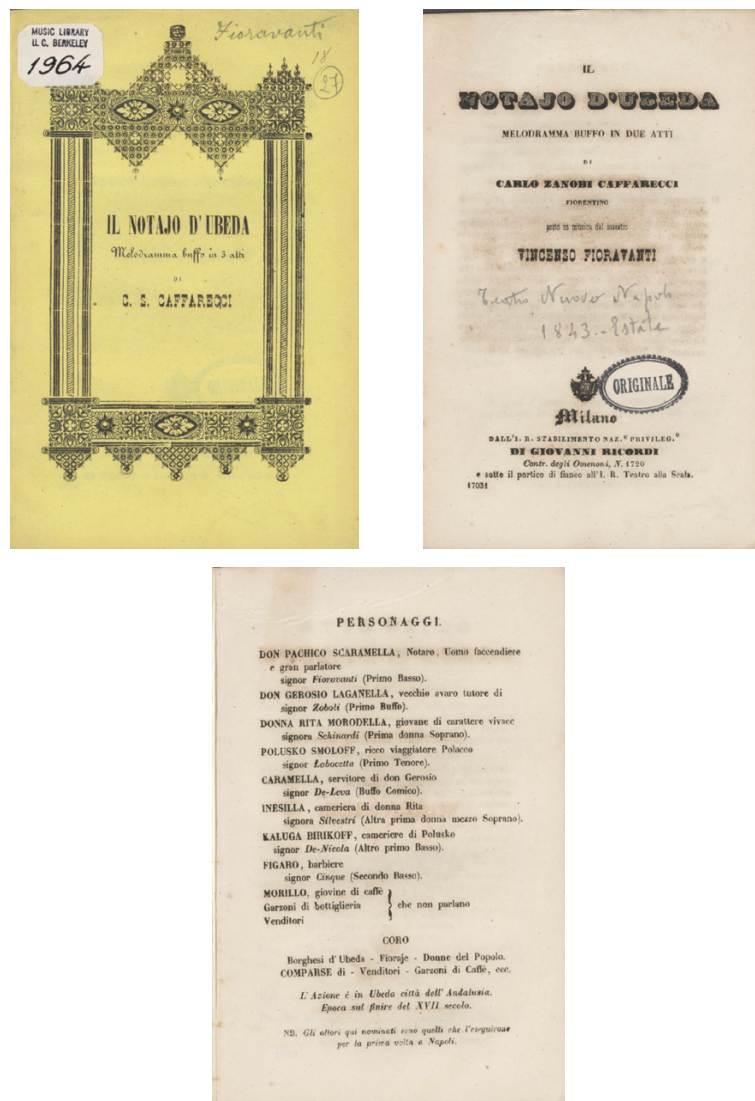 MUSIC LIBRARY
U. C. BERKELEY
1964
Fioravanti
18
27
IL NOTAJO D'UBEDA
Melodramma buffo in 3 atti
DI
C. Z. CAFFARECCI
IL
NOTAJO D'UBEDA
MELODRAMMA BUFFO IN DUE ATTI
DI
CARLO ZANOBI CAFFARECCI
FIORENTINO
posto in musica dal maestro
VINCENZO FIORAVANTI
Teatro Nuovo Napoli
1843 - Estate
ORIGINALE
Milano
DALL'I. R. STABILIMENTO NAZ.e PRIVILEG.o
DI GIOVANNI RICORDI
Contr. degli Omenoni, N. 1720
e sotto il portico di fianco all'I. R. Teatro alla Scala.
17031
PERSONAGGI.
DON PACHICO SCARAMELLA, Notaro, Uomo faccendiere
e gran parlatore
signor Fioravanti (Primo Basso).
DON GEROSIO LAGANELLA, vecchio avaro tutore di
signor Zoboli (Primo Buffo).
DONNA RITA MORODELLA, giovane di carattere vivace
signora Schinardi (Prima donna Soprano).
POLUSKO SMOLOFF, ricco viaggiatore Polacco
signor Labocetta (Primo Tenore).
CARAMELLA, servitore di don Gerosio
signor De-Leva (Buffo Comico).
INESILLA, cameriera di donna Rita
signora Silvestri (Altra prima donna mezzo Soprano).
KALUGA BIRIKOFF, cameriere di Polusko
signor De-Nicola (Altro primo Basso).
FIGARO, barbiere
signor Cinque (Secondo Basso).
MORILLO, giovine di caffè
Garzoni di bottiglieria } che non parlano
Venditori
CORO
Borghesi d'Ubeda - Fioraje - Donne del Popolo.
COMPARSE di - Venditori - Garzoni di Caffè, ecc.
L'Azione è in Ubeda città dell'Andalusia.
Epoca sul finire del XVII secolo.
NB. Gli attori qui nominati sono quelli che l'eseguirono
per la prima volta a Napoli.